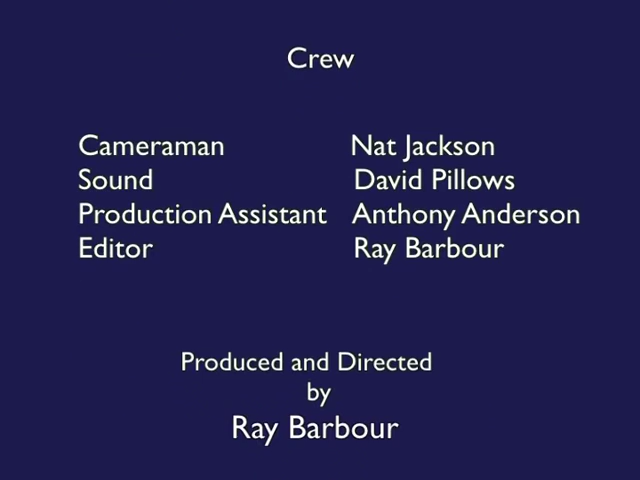 Crew
Cameraman Nat Jackson
Sound David Pillows
Production Assistant Anthony Anderson
Editor Ray Barbour
Produced and Directed
by
Ray Barbour